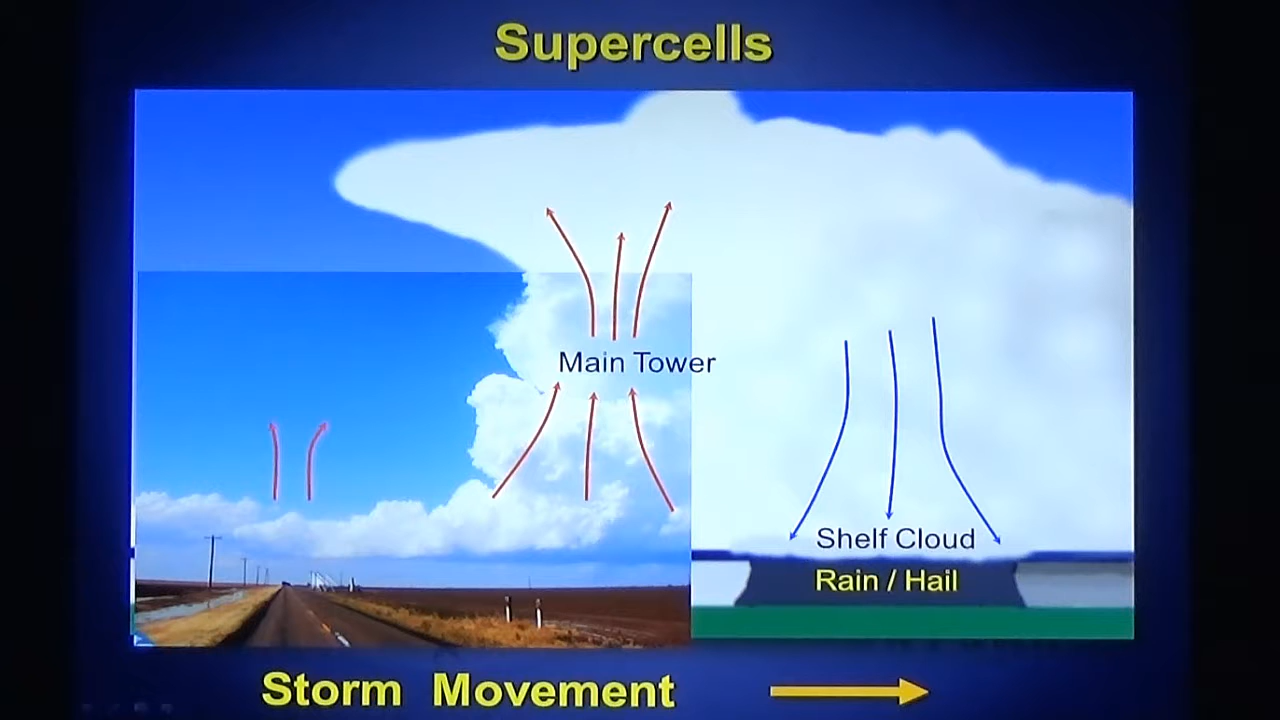 Supercells
Main Tower
Shelf Cloud
Rain / Hail
Storm Movement